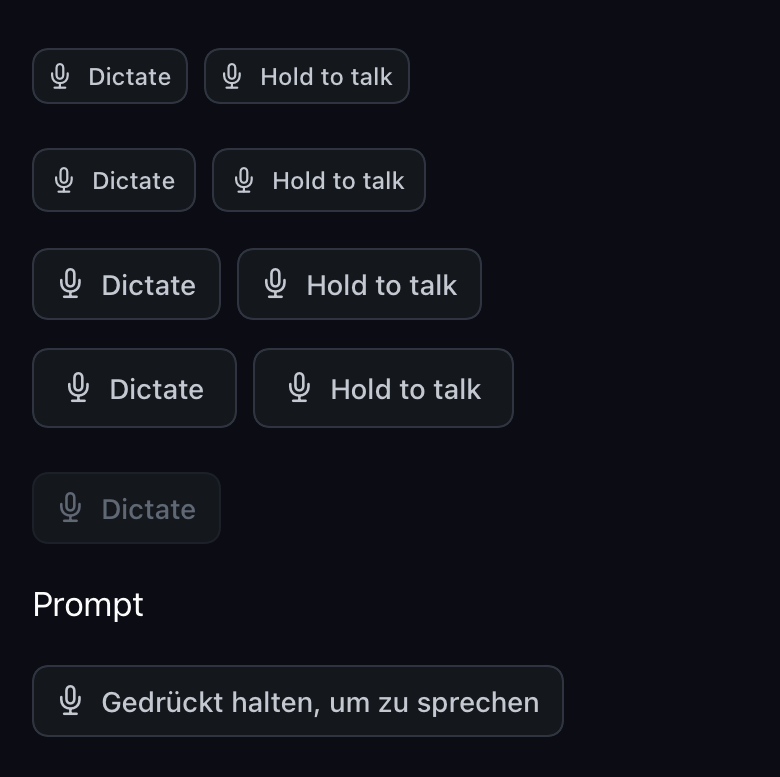 Dictate Hold to talk
Dictate Hold to talk
Dictate Hold to talk
Dictate Hold to talk
Dictate
Prompt
Gedrückt halten, um zu sprechen